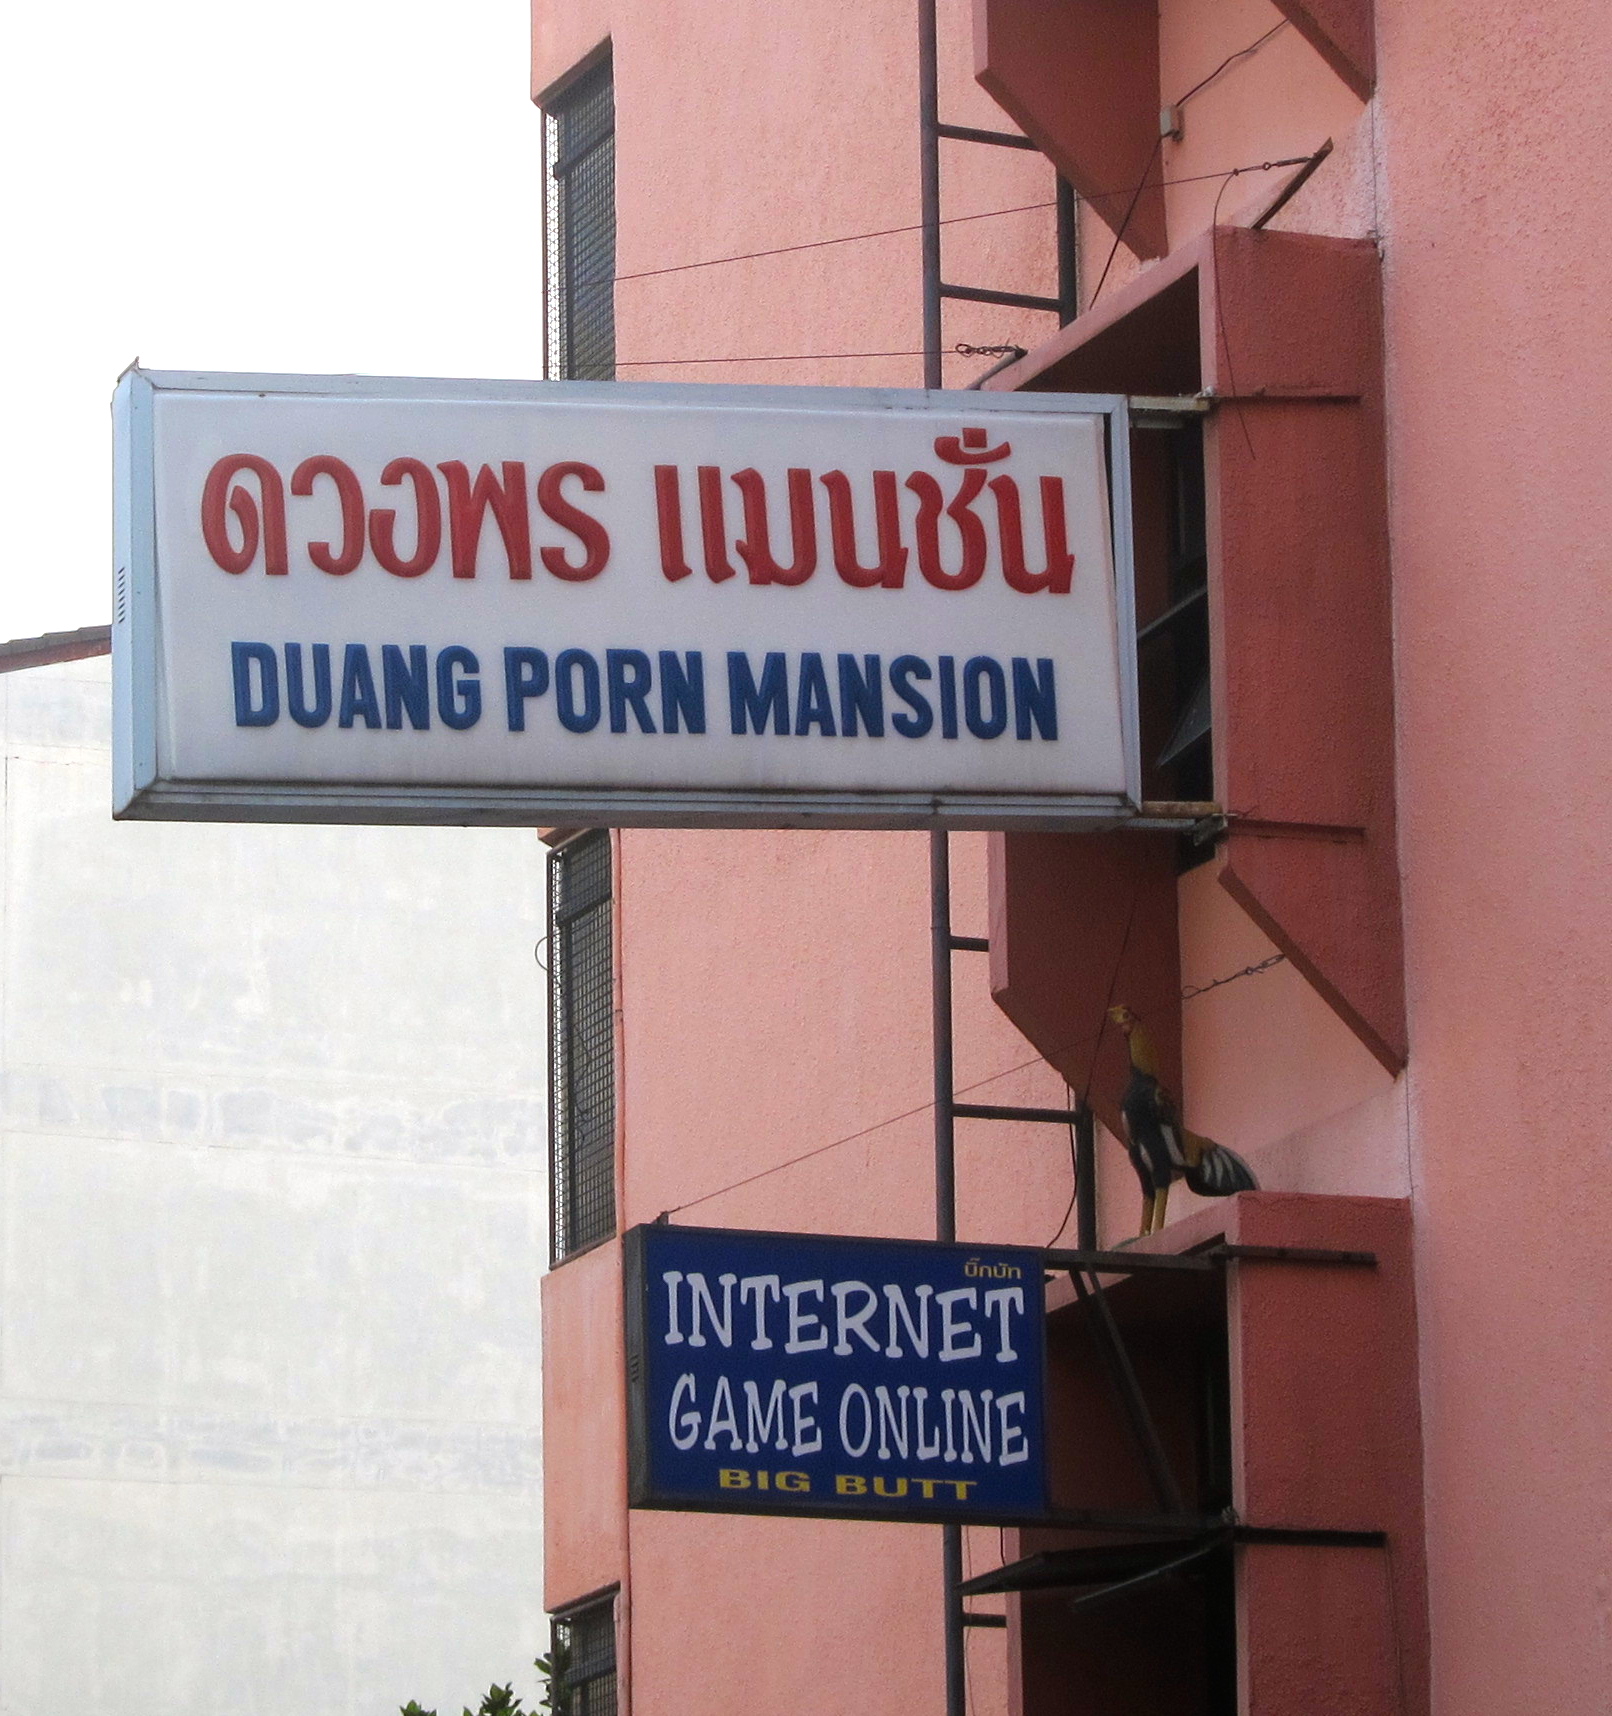 ดวงพร แมนชั่น
DUANG PORN MANSION
บิ๊กบัท
INTERNET
GAME ONLINE
BIG BUTT